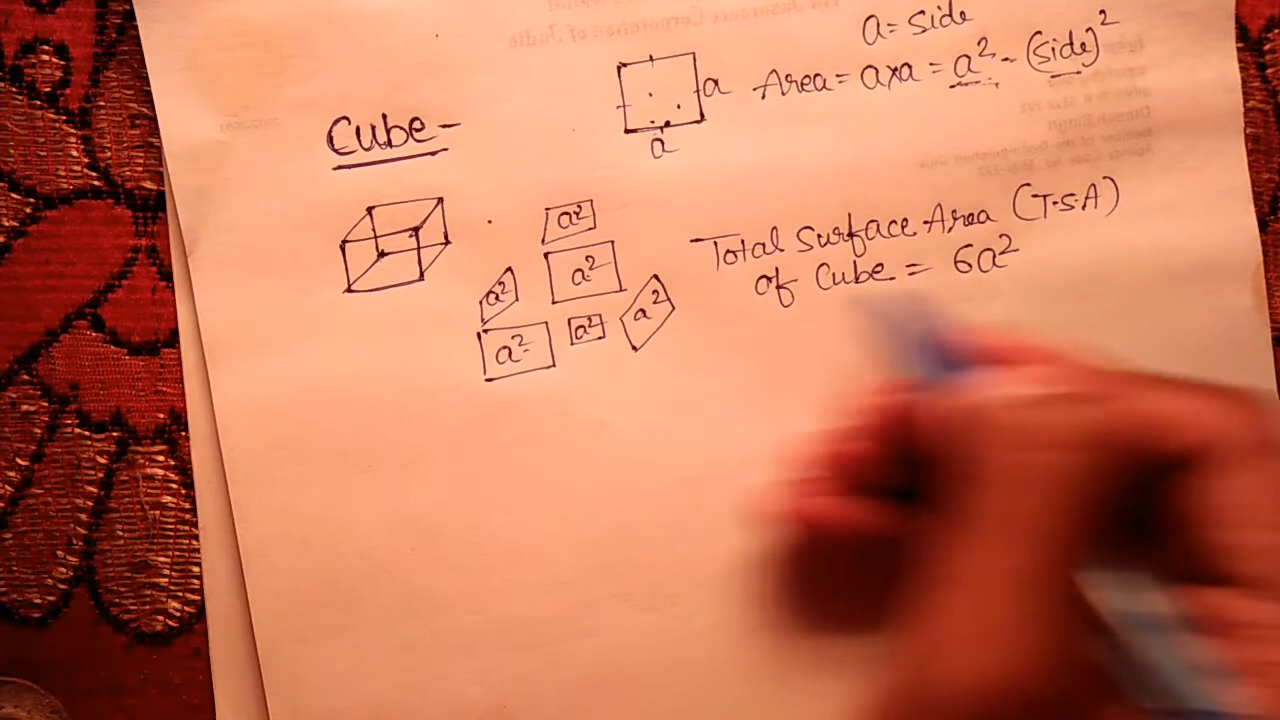 a = side
a Area = a×a = a² - (side)²
a
Cube-
a²
a²
a²
a²
a²
a²
Total Surface Area (T.S.A)
of Cube = 6a²